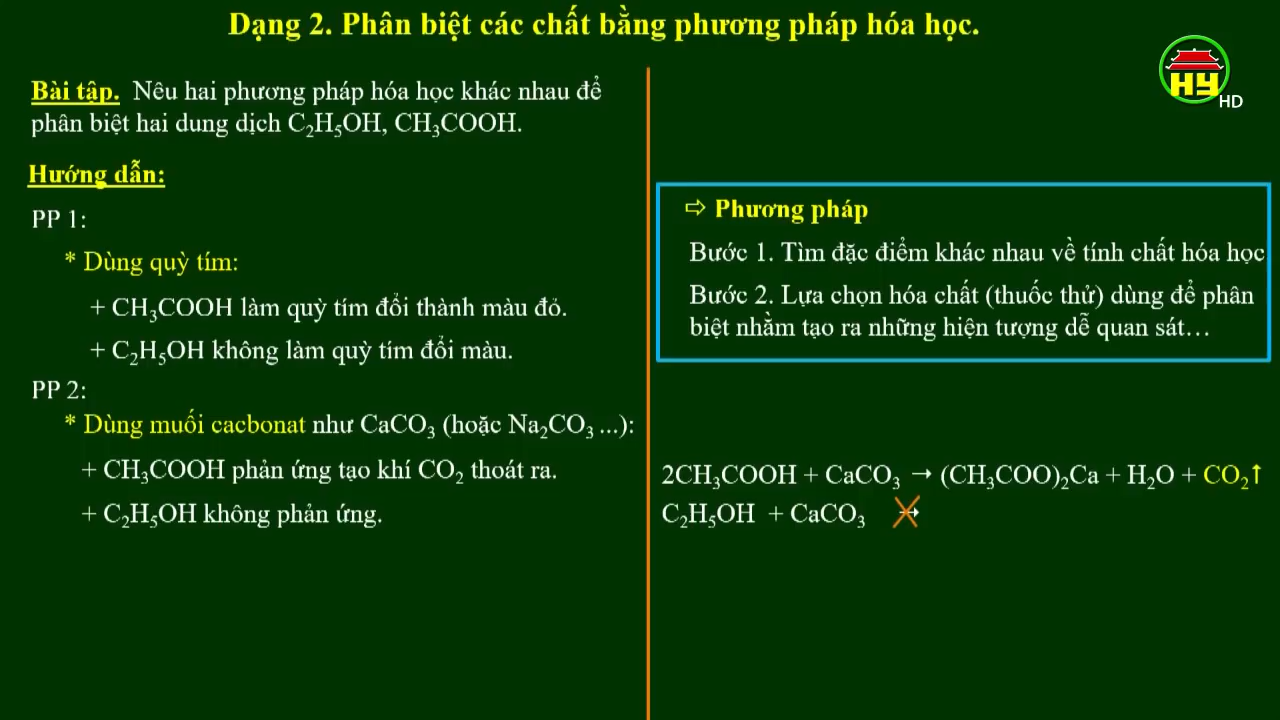 Dạng 2. Phân biệt các chất bằng phương pháp hóa học.
HY
HD
Bài tập. Nêu hai phương pháp hóa học khác nhau để
phân biệt hai dung dịch C₂H₅OH, CH₃COOH.
Hướng dẫn:
PP 1:
* Dùng quỳ tím:
+ CH₃COOH làm quỳ tím đổi thành màu đỏ.
+ C₂H₅OH không làm quỳ tím đổi màu.
PP 2:
* Dùng muối cacbonat như CaCO₃ (hoặc Na₂CO₃ ...):
+ CH₃COOH phản ứng tạo khí CO₂ thoát ra.
+ C₂H₅OH không phản ứng.
⇨ Phương pháp
Bước 1. Tìm đặc điểm khác nhau về tính chất hóa học
Bước 2. Lựa chọn hóa chất (thuốc thử) dùng để phân
biệt nhằm tạo ra những hiện tượng dễ quan sát…
2CH₃COOH + CaCO₃ → (CH₃COO)₂Ca + H₂O + CO₂↑
C₂H₅OH + CaCO₃ →